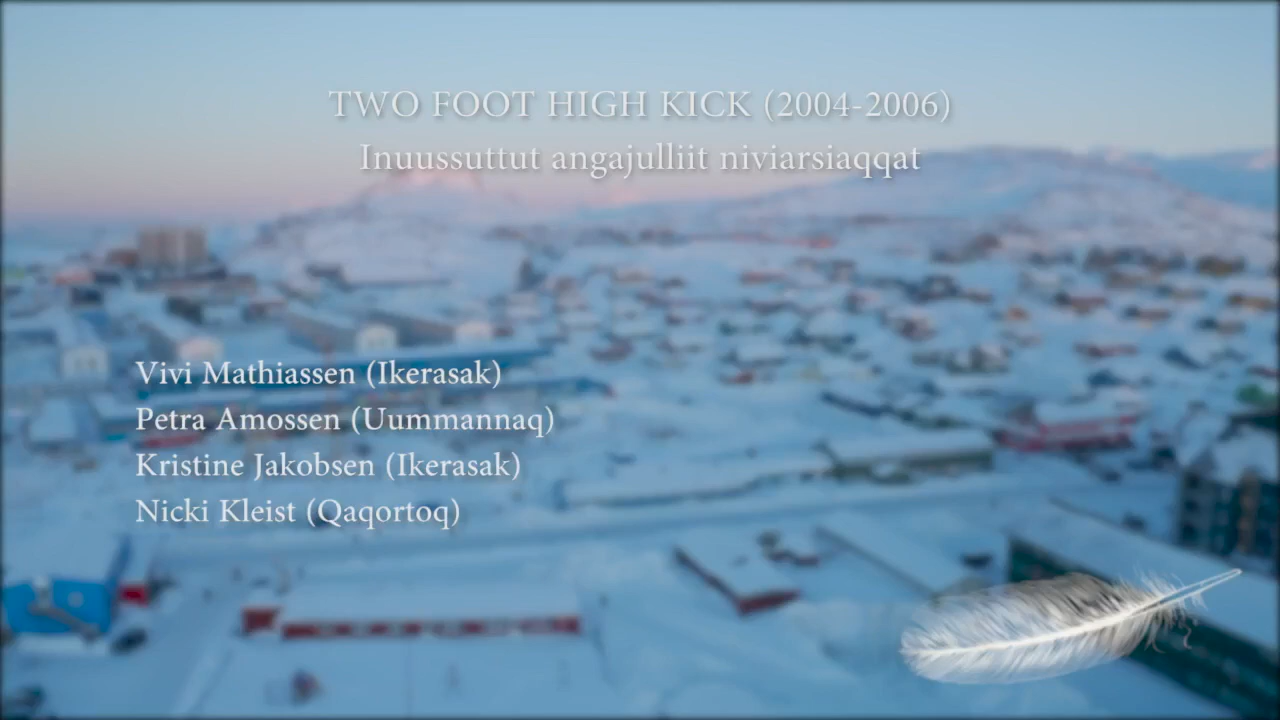 TWO FOOT HIGH KICK (2004-2006)
Inuussuttut angajulliit niviarsiaqqat
Vivi Mathiassen (Ikerasak)
Petra Amossen (Uummannaq)
Kristine Jakobsen (Ikerasak)
Nicki Kleist (Qaqortoq)